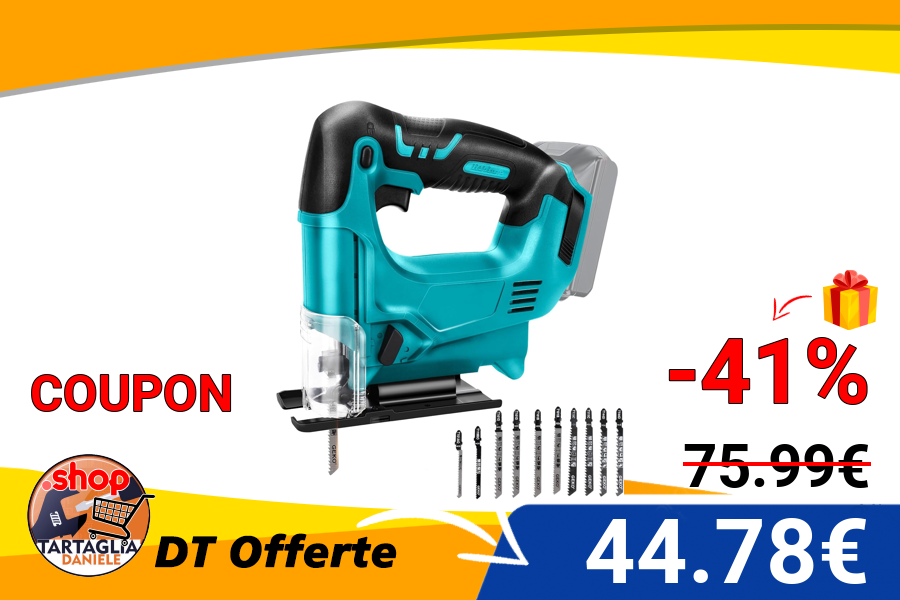 -41%
COUPON
75.99€
.shop
TARTAGLIA
DANIELE
DT Offerte
44.78€